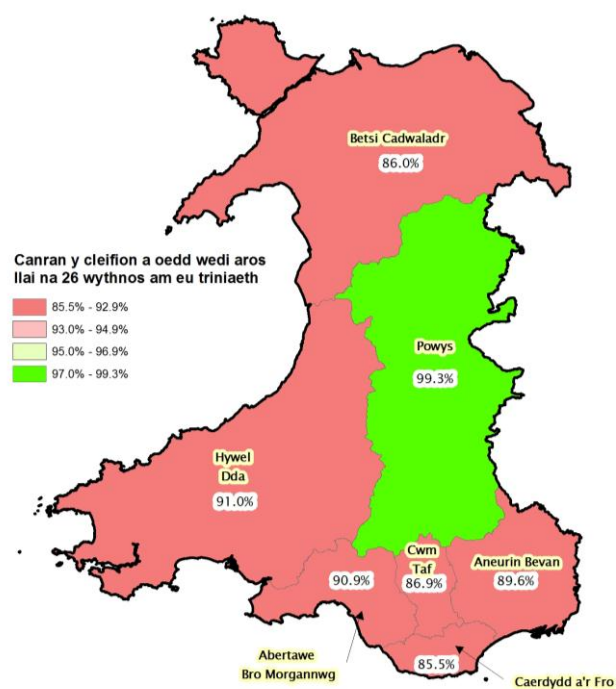 Betsi Cadwaladr
86.0%
Canran y cleifion a oedd wedi aros
llai na 26 wythnos am eu triniaeth
85.5% - 92.9%
93.0% - 94.9%
95.0% - 96.9%
97.0% - 99.3%
Powys
99.3%
Hywel
Dda
91.0%
Cwm
Taf
86.9%
Aneurin Bevan
89.6%
90.9%
Abertawe
Bro Morgannwg
85.5%
Caerdydd a'r Fro